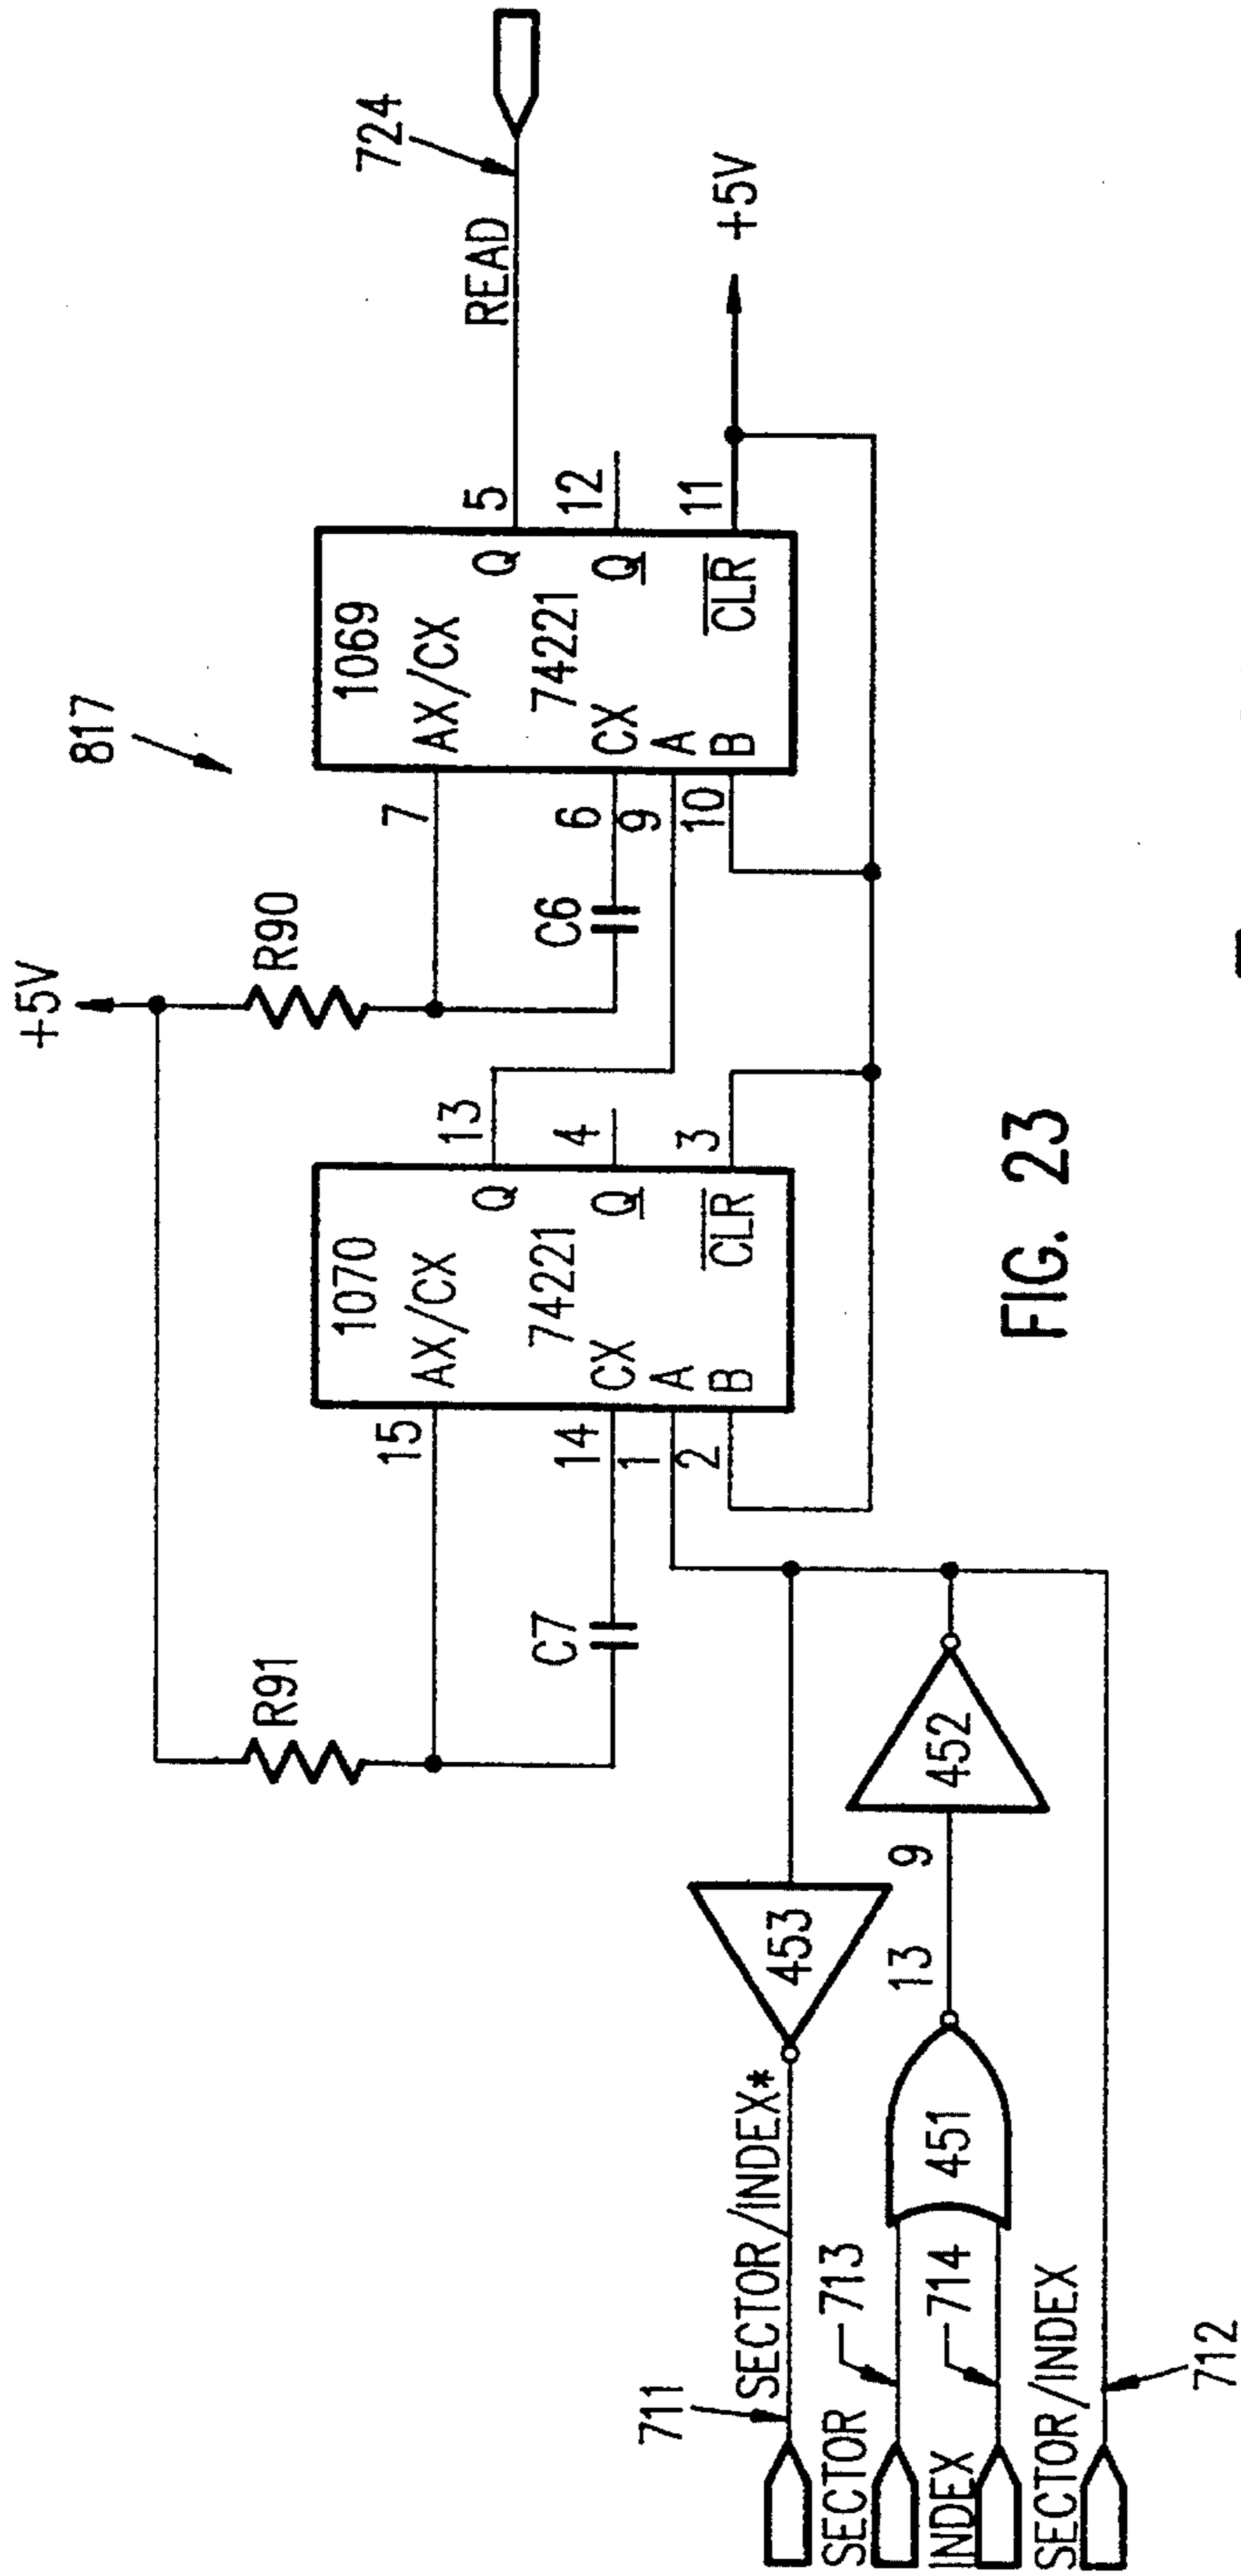 817
+5V
R91
R90
724
READ
15
1070
AX/CX
Q
13
7
1069
AX/CX
Q
5
C7
14
CX
74221
Q
4
C6
6
CX
74221
Q
12
1
A
9
A
2
B
CLR
3
10
B
CLR
11
+5V
711
SECTOR/INDEX*
453
SECTOR
713
451
13
9
452
INDEX
714
SECTOR/INDEX
712
FIG. 23